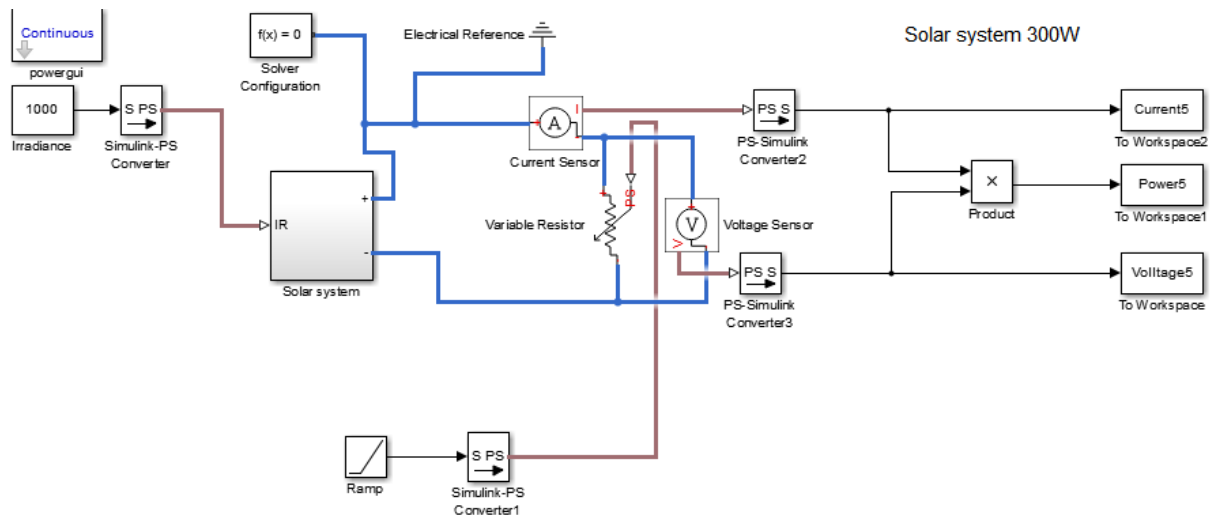 Continuous
powergui
f(x) = 0
Solver
Configuration
Electrical Reference
Solar system 300W
1000
Irradiance
S PS
Simulink-PS
Converter
A
I
Current Sensor
PS S
PS-Simulink
Converter2
Current5
To Workspace2
×
Product
Power5
To Workspace1
IR
+
-
Solar system
+
PS
Variable Resistor
+
V
V
Voltage Sensor
PS S
PS-Simulink
Converter3
Volltage5
To Workspace
Ramp
S PS
Simulink-PS
Converter1